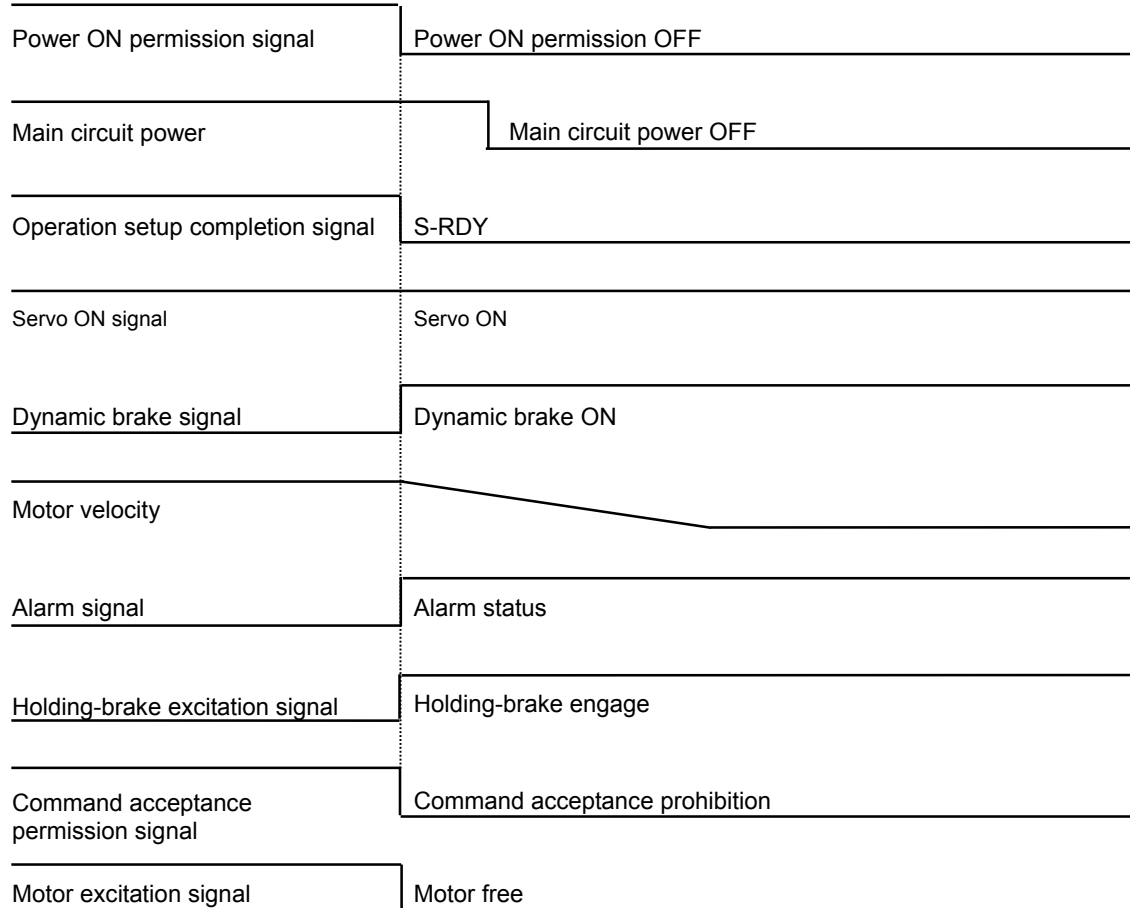 Power ON permission signal Power ON permission OFF
Main circuit power Main circuit power OFF
Operation setup completion signal S-RDY
Servo ON signal Servo ON
Dynamic brake signal Dynamic brake ON
Motor velocity
Alarm signal Alarm status
Holding-brake excitation signal Holding-brake engage
Command acceptance Command acceptance prohibition
permission signal
Motor excitation signal Motor free